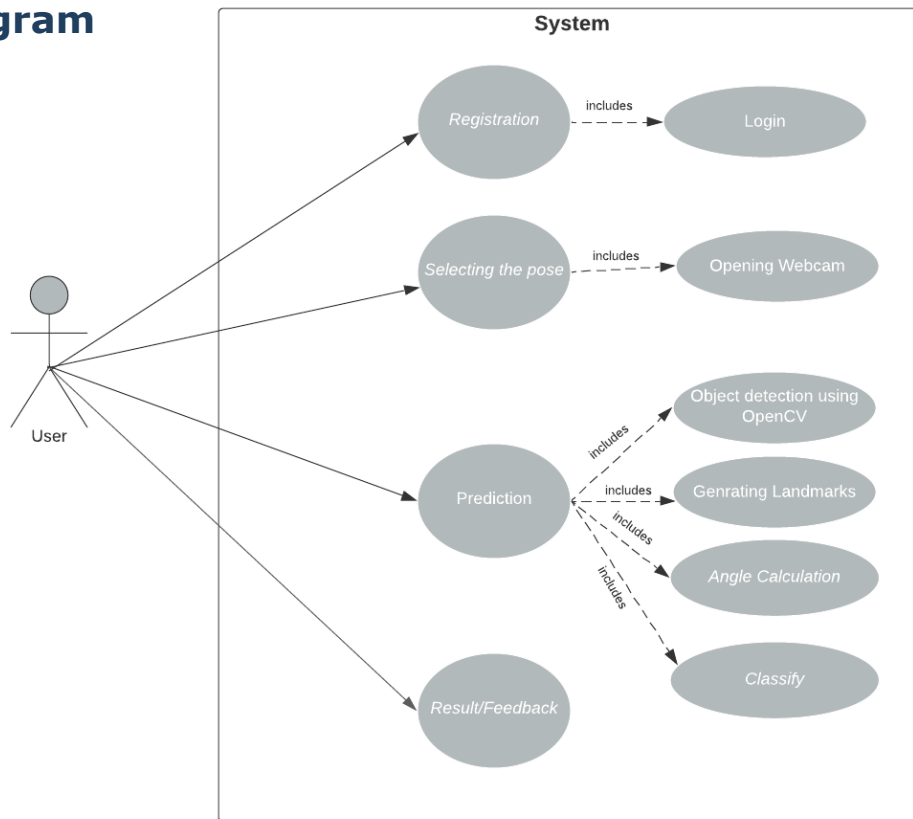 gram
System
Registration
includes
Login
Selecting the pose
includes
Opening Webcam
User
Prediction
includes
Object detection using
OpenCV
includes
Genrating Landmarks
includes
Angle Calculation
includes
Classify
Result/Feedback